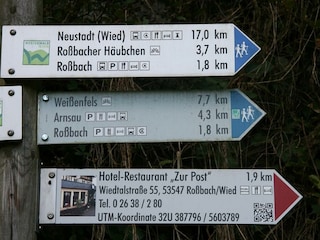 Neustadt (Wied) 17,0 km
Roßbacher Häubchen 3,7 km
Roßbach 1,8 km
Weißenfels 7,7 km
Arnsau 4,3 km
Roßbach 1,8 km
Hotel-Restaurant „Zur Post" 1,9 km
Wiedtalstraße 55, 53547 Roßbach/Wied
Tel. 0 26 38 / 2 80
UTM-Koordinate 32U 387796 / 5603789